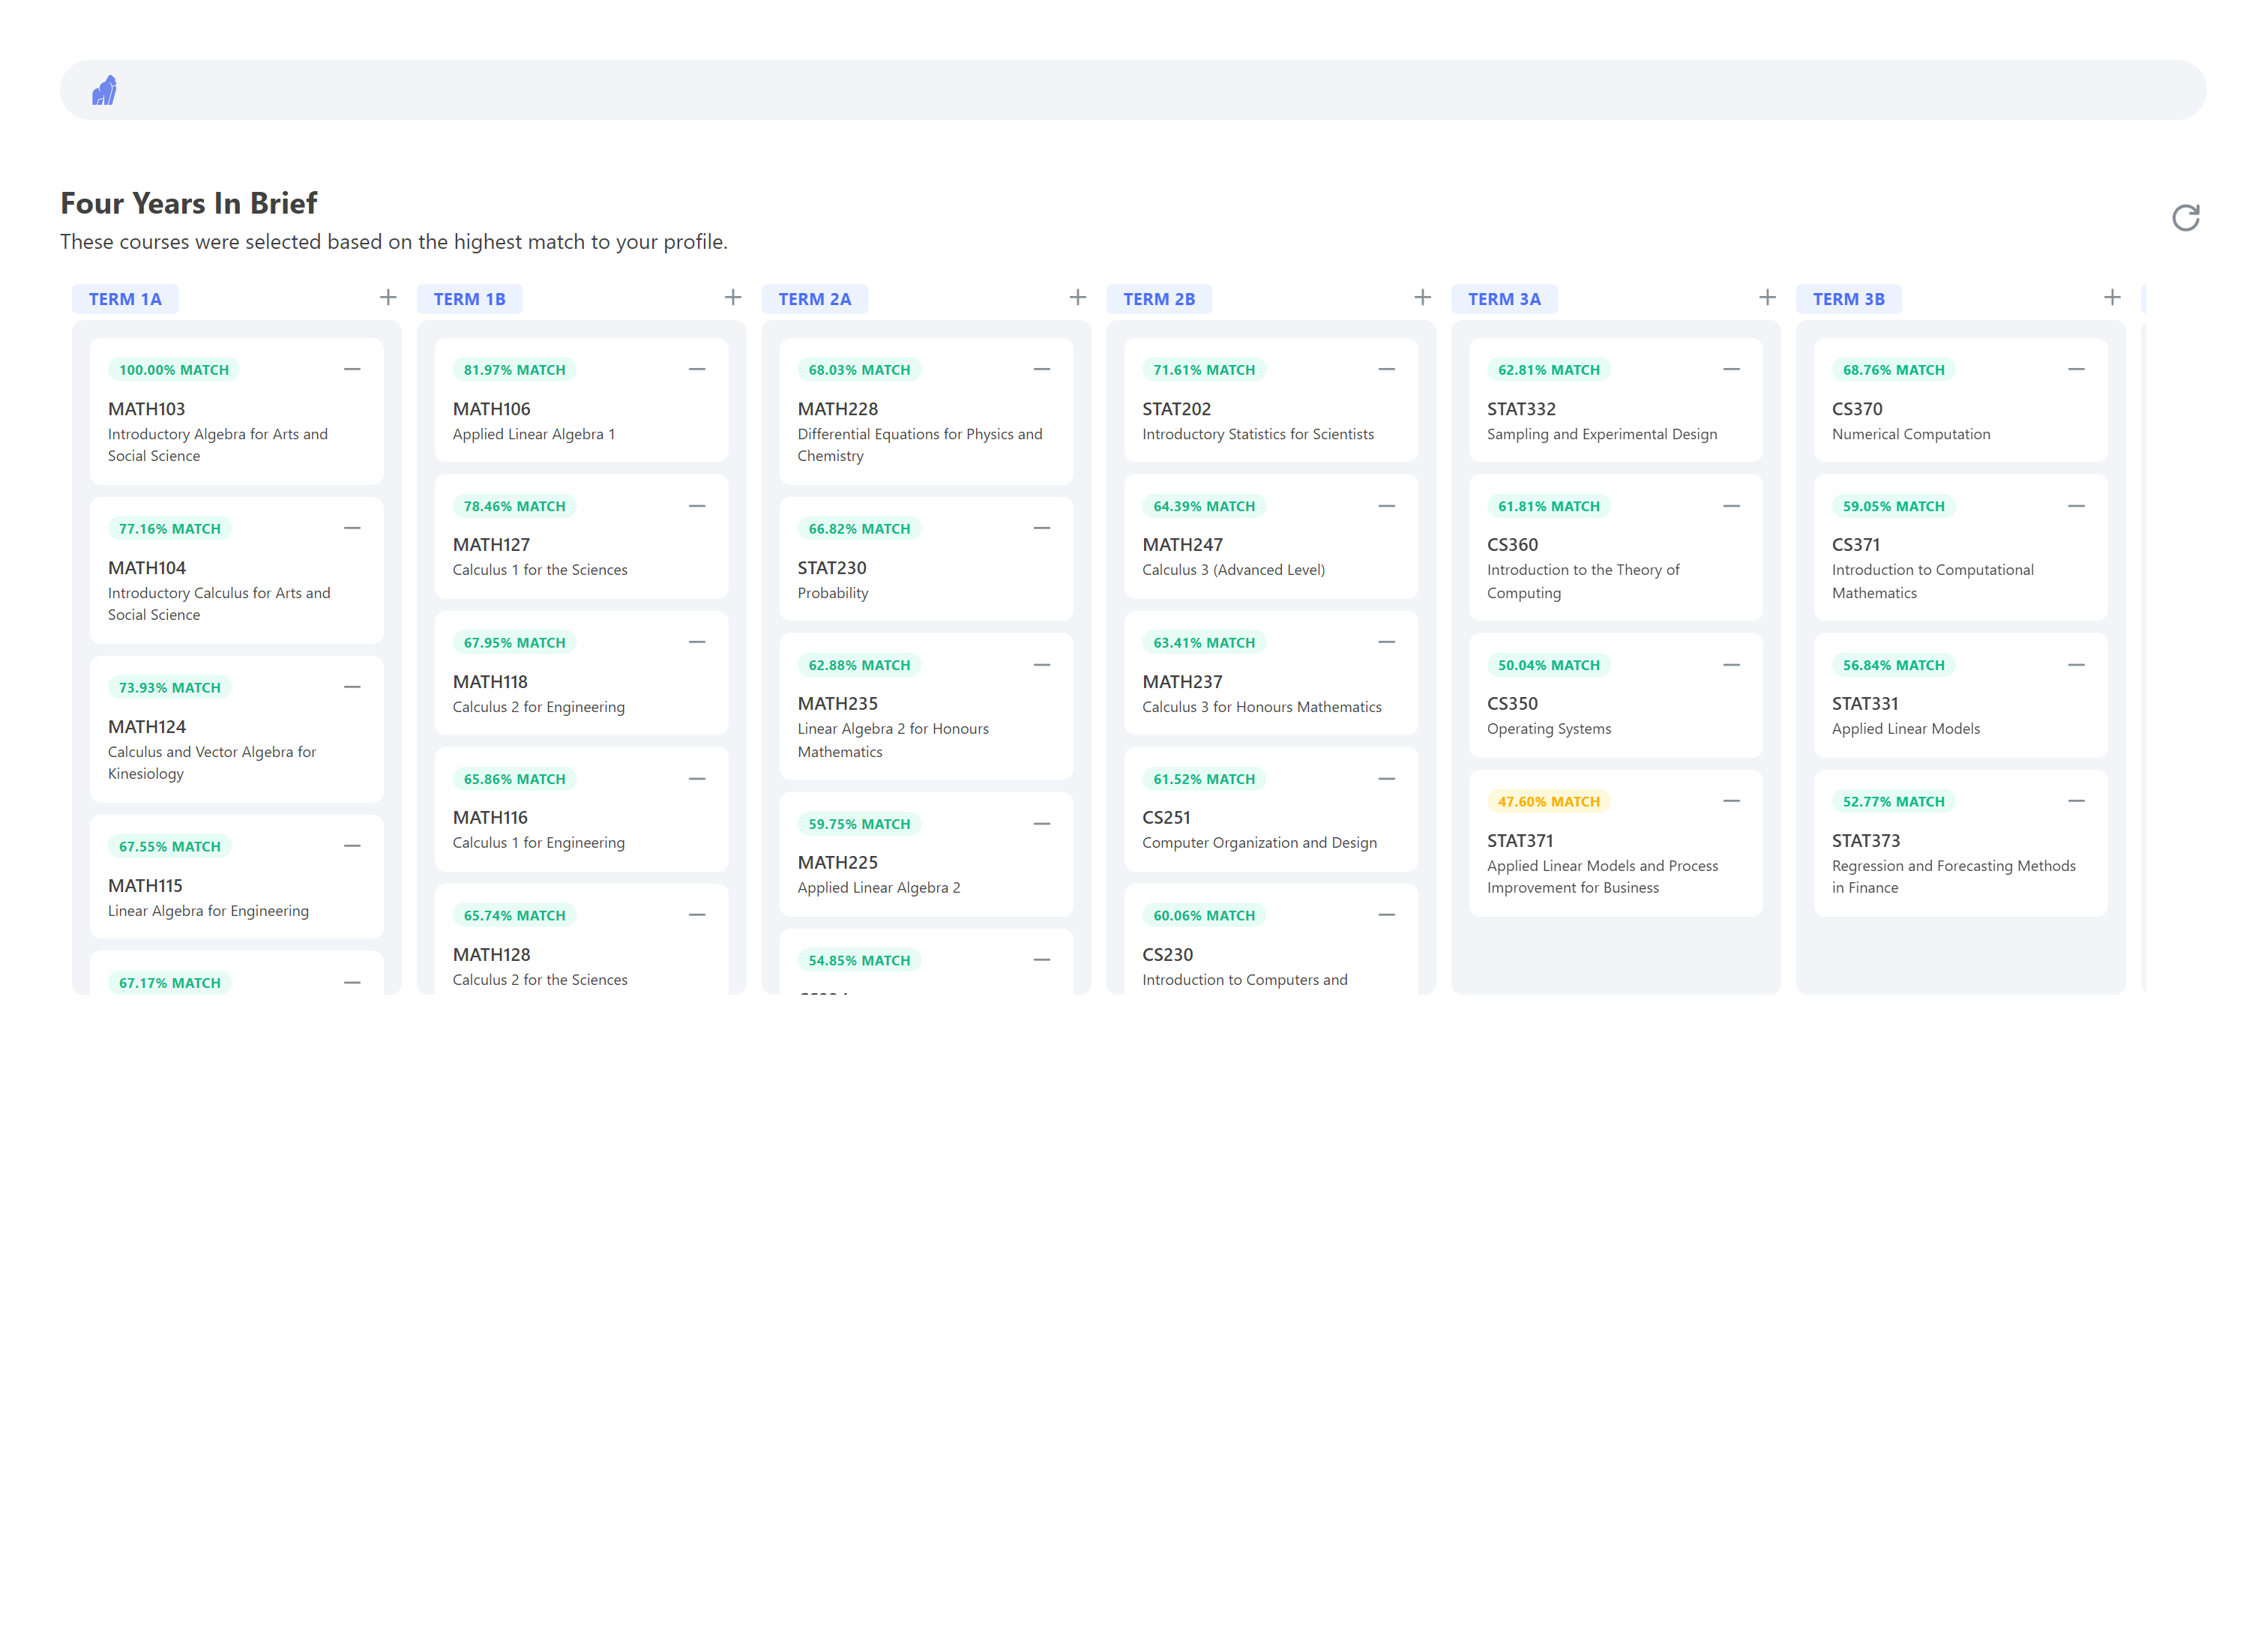 Four Years In Brief
These courses were selected based on the highest match to your profile.
TERM 1A
100.00% MATCH
MATH103
Introductory Algebra for Arts and
Social Science
77.16% MATCH
MATH104
Introductory Calculus for Arts and
Social Science
73.93% MATCH
MATH124
Calculus and Vector Algebra for
Kinesiology
67.55% MATCH
MATH115
Linear Algebra for Engineering
67.17% MATCH
TERM 1B
81.97% MATCH
MATH106
Applied Linear Algebra 1
78.46% MATCH
MATH127
Calculus 1 for the Sciences
67.95% MATCH
MATH118
Calculus 2 for Engineering
65.86% MATCH
MATH116
Calculus 1 for Engineering
65.74% MATCH
MATH128
Calculus 2 for the Sciences
TERM 2A
68.03% MATCH
MATH228
Differential Equations for Physics and
Chemistry
66.82% MATCH
STAT230
Probability
62.88% MATCH
MATH235
Linear Algebra 2 for Honours
Mathematics
59.75% MATCH
MATH225
Applied Linear Algebra 2
54.85% MATCH
TERM 2B
71.61% MATCH
STAT202
Introductory Statistics for Scientists
64.39% MATCH
MATH247
Calculus 3 (Advanced Level)
63.41% MATCH
MATH237
Calculus 3 for Honours Mathematics
61.52% MATCH
CS251
Computer Organization and Design
60.06% MATCH
CS230
Introduction to Computers and
TERM 3A
62.81% MATCH
STAT332
Sampling and Experimental Design
61.81% MATCH
CS360
Introduction to the Theory of
Computing
50.04% MATCH
CS350
Operating Systems
47.60% MATCH
STAT371
Applied Linear Models and Process
Improvement for Business
TERM 3B
68.76% MATCH
CS370
Numerical Computation
59.05% MATCH
CS371
Introduction to Computational
Mathematics
56.84% MATCH
STAT331
Applied Linear Models
52.77% MATCH
STAT373
Regression and Forecasting Methods
in Finance